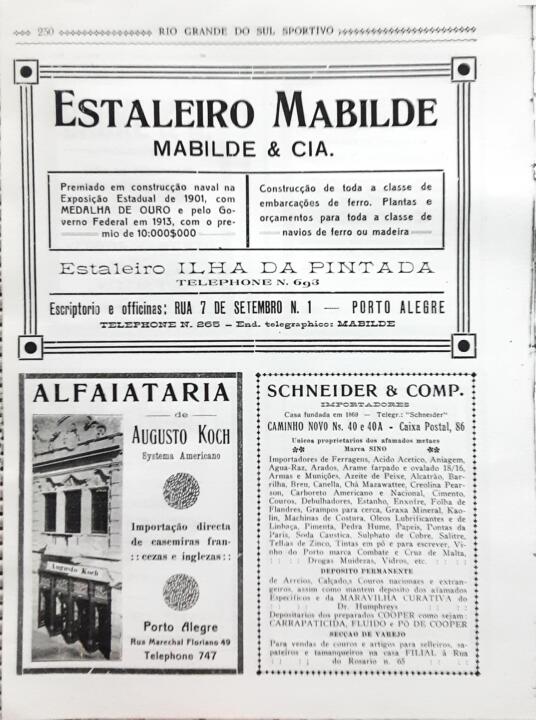 250 RIO GRANDE DO SUL SPORTIVO
ESTALEIRO MABILDE
MABILDE & CIA.
Premiado em construcção naval na
Exposição Estadual de 1901, com
MEDALHA DE OURO e pelo Go-
verno Federal em 1913, com o pre-
mio de 10:000$000
Construcção de toda a classe de
embarcações de ferro. Plantas e
orçamentos para toda a classe de
navios de ferro ou madeira
Estaleiro ILHA DA PINTADA
TELEPHONE N. 693
Escriptorio e officinas: RUA 7 DE SETEMBRO N. 1 — PORTO ALEGRE
TELEPHONE N. 265 – End. telegraphico: MABILDE
ALFAIATARIA
de
AUGUSTO KOCH
Systema Americano
Importação directa
de casemiras fran-
:: cezas e inglezas ::
Augusto Koch
Porto Alegre
Rua Marechal Floriano 49
Telephone 747
SCHNEIDER & COMP.
IMPORTADORES
Casa fundada em 1869 – Telegr.: "Schneider"
CAMINHO NOVO Ns. 40 e 40A - Caixa Postal, 86
Unicos proprietarios dos afamados metaes
Marca SINO
Importadores de Ferragens, Acido Acetico, Aniagem,
Agua-Raz, Arados, Arame farpado e ovalado 18/16,
Armas e Munições, Azeite de Peixe, Alcatrão, Bar-
rilha, Breu, Canella, Chá Mazawattee, Creolina Pear-
son, Carboreto Americano e Nacional, Cimento,
Couros, Debulhadores, Estanho, Enxofre, Folha de
Flandres, Grampos para cerca, Graxa Mineral, Kao-
lin, Machinas de Costura, Oleos Lubrificantes e de
Linhaça, Pimenta, Pedra Hume, Papeis, Pontas de
Paris, Soda Caustica, Sulphato de Cobre, Salitre,
Telhas de Zinco, Tintas em pó e para escrever, Vi-
nho do Porto marca Combate e Cruz de Malta,
: : : : Drogas Miudezas, Vidros, etc. : : : :
DEPOSITO PERMANENTE
de Arreios, Calçados, Couros nacionaes e extran-
geiros, assim como mantem deposito dos afamados
Especificos e da MARAVILHA CURATIVA do
: : : : Dr. Humphreys : : : :
Depositarios dos preparados COOPER como sejam:
CARRAPATICIDA, FLUIDO e PÓ DE COOPER
SECÇÃO DE VAREJO
Para vendas de couros e artigos para selleiros, sa-
pateiros e tamanqueiros na casa FILIAL á Rua
: : : : do Rosario n. 65 : : : :